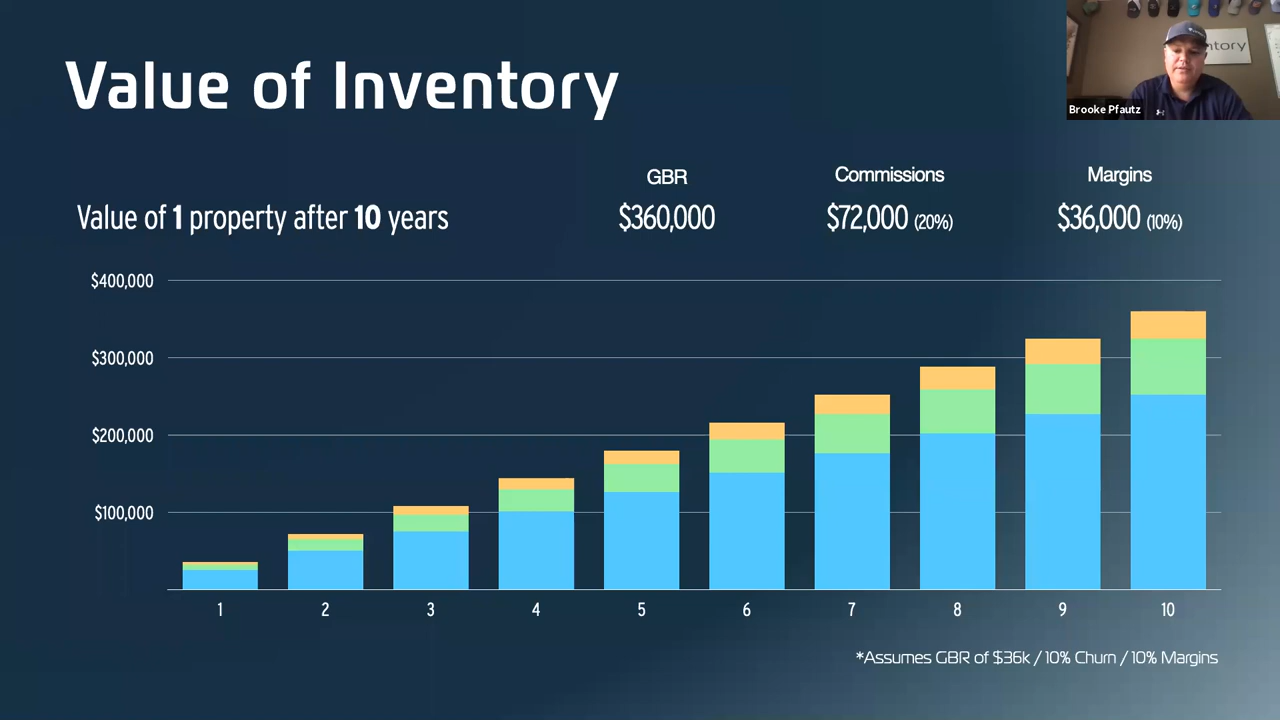 Value of Inventory
ntory
Brooke Pfautz
GBR
Commissions
Margins
Value of 1 property after 10 years
$360,000
$72,000 (20%)
$36,000 (10%)
$400,000
$300,000
$200,000
$100,000
1 2 3 4 5 6 7 8 9 10
*Assumes GBR of $36k / 10% Churn / 10% Margins